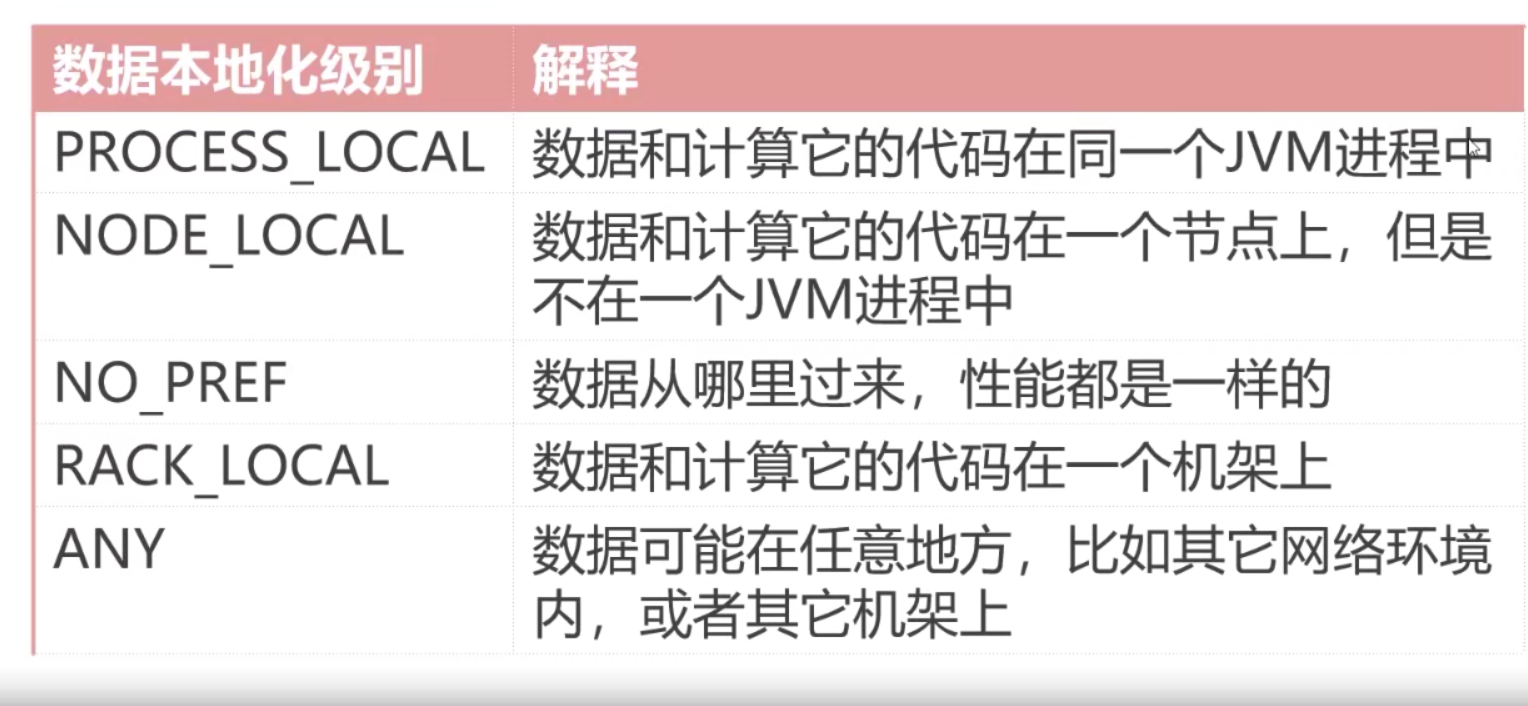 数据本地化级别 解释
PROCESS_LOCAL 数据和计算它的代码在同一个JVM进程中
NODE_LOCAL 数据和计算它的代码在一个节点上，但是
不在一个JVM进程中
NO_PREF 数据从哪里过来，性能都是一样的
RACK_LOCAL 数据和计算它的代码在一个机架上
ANY 数据可能在任意地方，比如其它网络环境
内，或者其它机架上